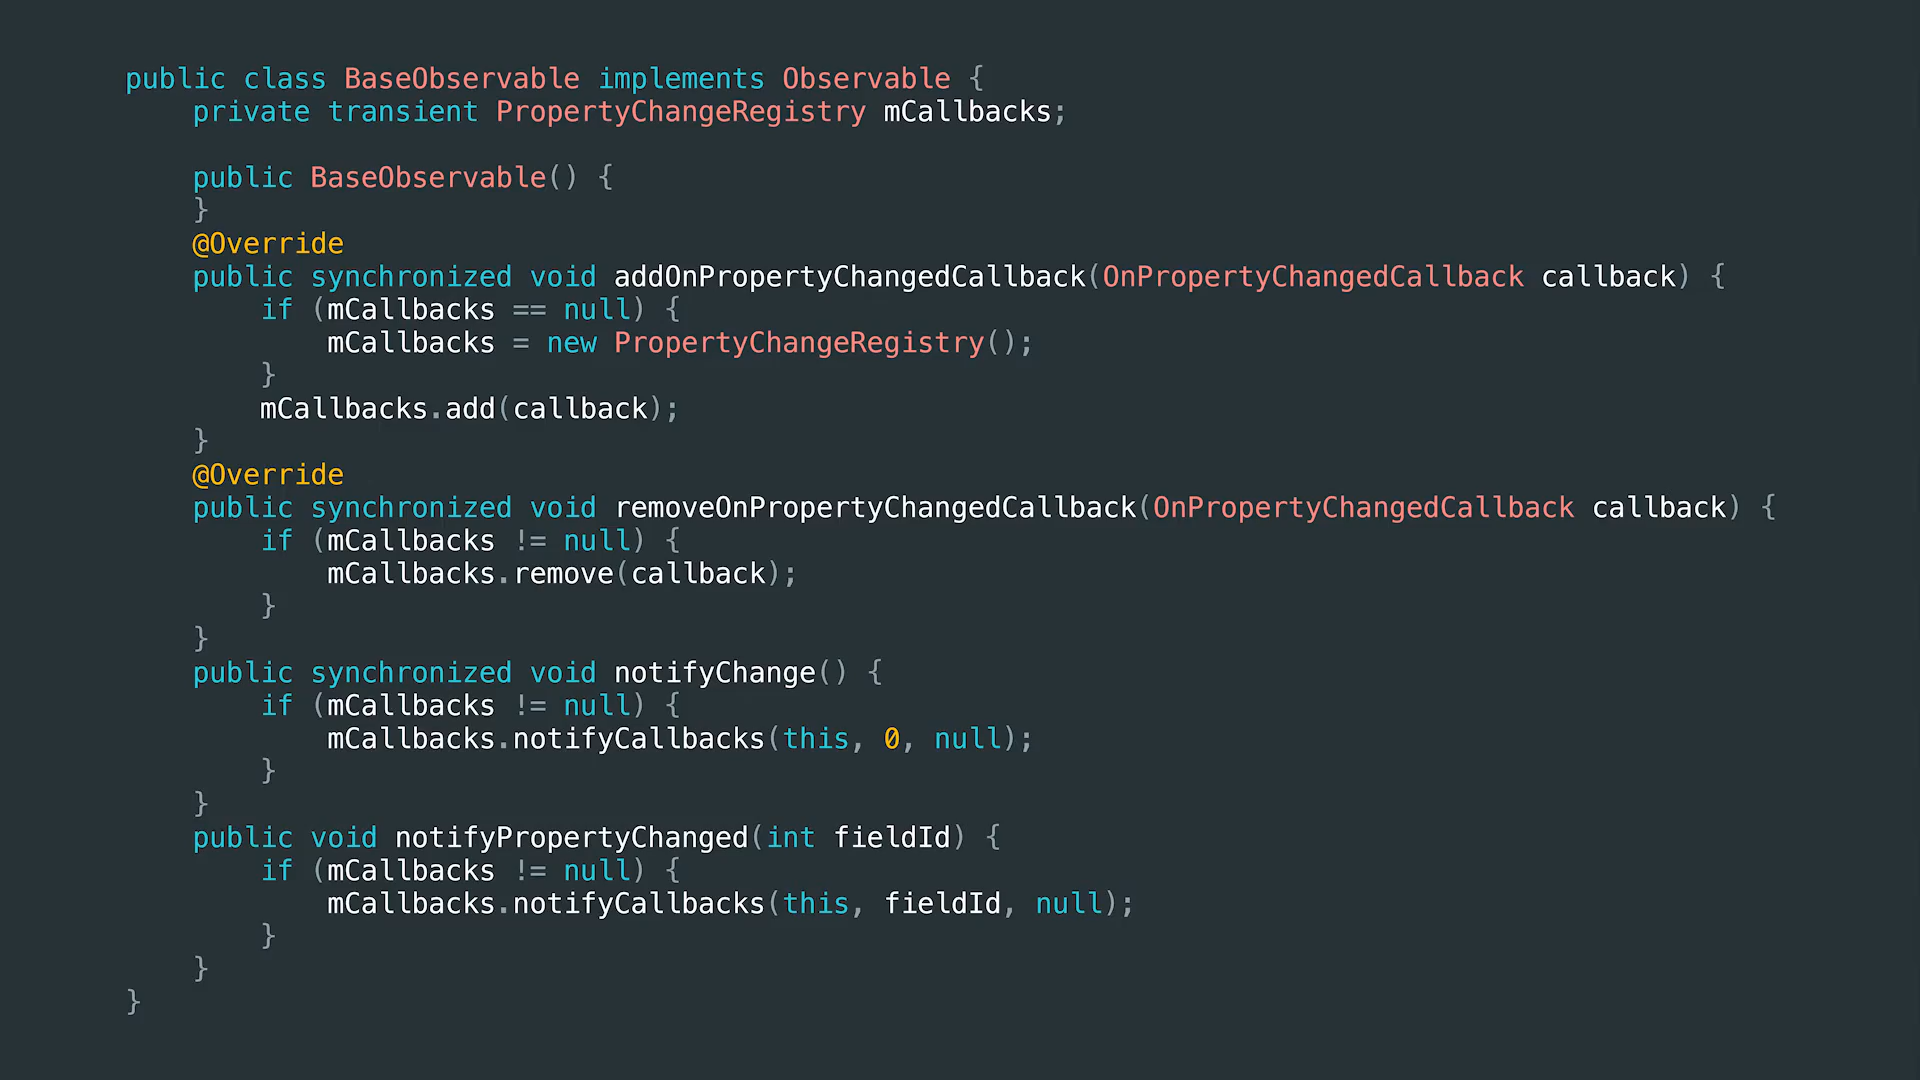 public class BaseObservable implements Observable {
    private transient PropertyChangeRegistry mCallbacks;

    public BaseObservable() {
    }
    @Override
    public synchronized void addOnPropertyChangedCallback(OnPropertyChangedCallback callback) {
        if (mCallbacks == null) {
            mCallbacks = new PropertyChangeRegistry();
        }
        mCallbacks.add(callback);
    }
    @Override
    public synchronized void removeOnPropertyChangedCallback(OnPropertyChangedCallback callback) {
        if (mCallbacks != null) {
            mCallbacks.remove(callback);
        }
    }
    public synchronized void notifyChange() {
        if (mCallbacks != null) {
            mCallbacks.notifyCallbacks(this, 0, null);
        }
    }
    public void notifyPropertyChanged(int fieldId) {
        if (mCallbacks != null) {
            mCallbacks.notifyCallbacks(this, fieldId, null);
        }
    }
}